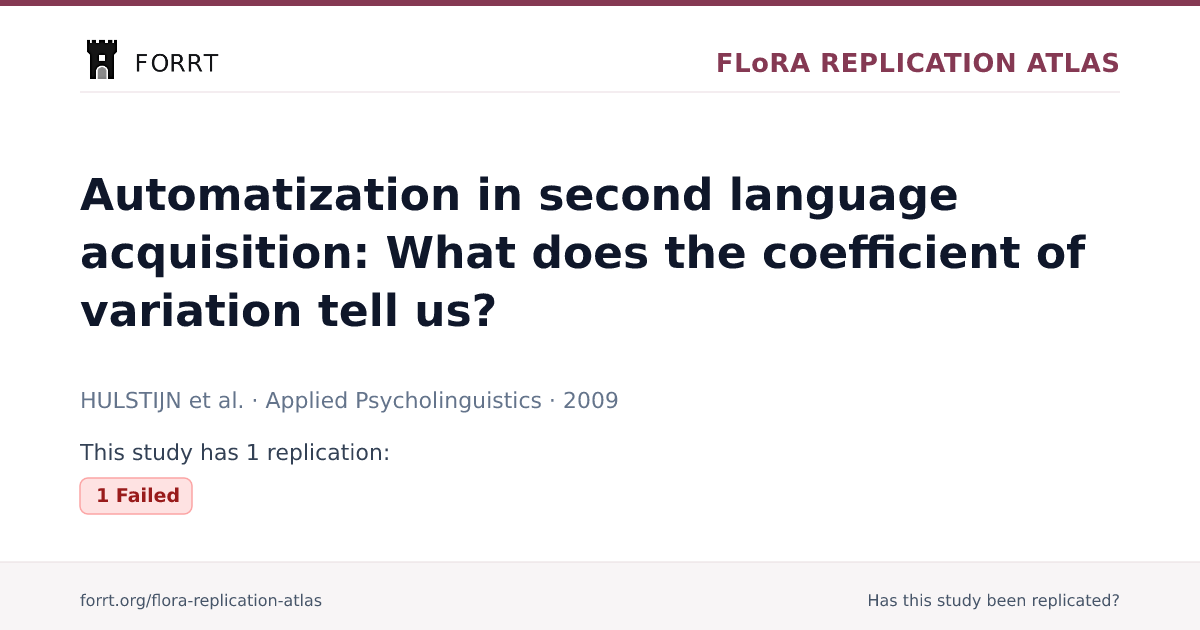 FORRT
FLoRA REPLICATION ATLAS
Automatization in second language
acquisition: What does the coefficient of
variation tell us?
HULSTIJN et al. · Applied Psycholinguistics · 2009
This study has 1 replication:
1 Failed
forrt.org/flora-replication-atlas
Has this study been replicated?